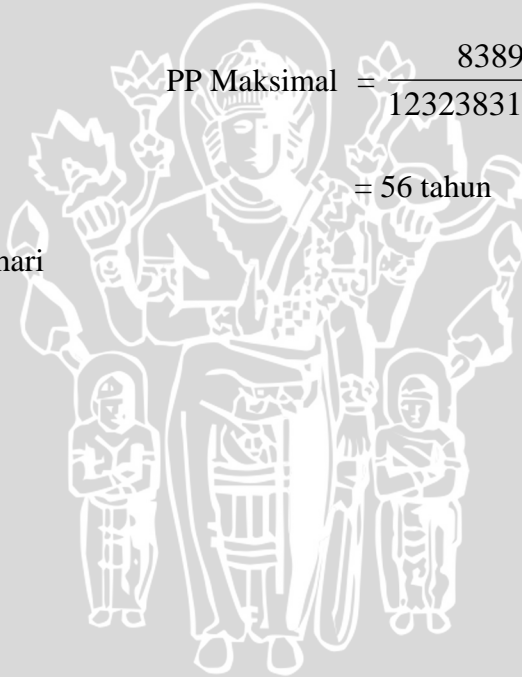 8389
PP Maksimal =
12323831
= 56 tahun
hari